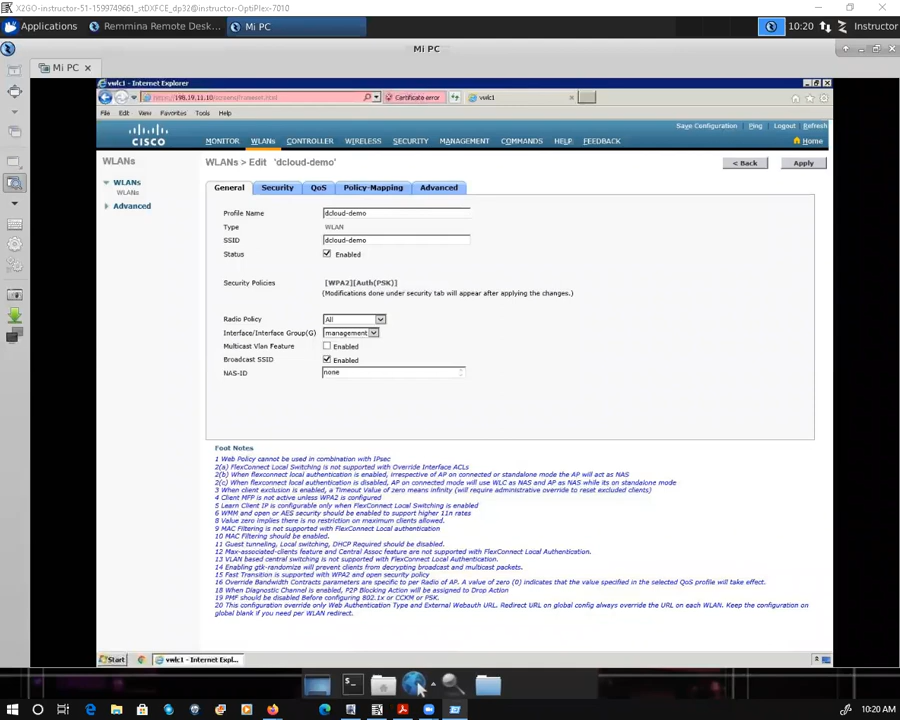 X2GO-instructor-51-1599749661_stDXFCE_dp32@instructor-OptiPlex-7010
Applications
Remmina Remote Desk...
Mi PC
10:20
Instructor
Mi PC
Mi PC
vwlc1 - Internet Explorer
Certificate error
vwlc1
File Edit View Favorites Tools Help
Save Configuration Ping Logout Refresh
CISCO
MONITOR WLANs CONTROLLER WIRELESS SECURITY MANAGEMENT COMMANDS HELP FEEDBACK
Home
WLANs
WLANs > Edit 'dcloud-demo'
< Back
Apply
WLANs
WLANs
Advanced
General Security QoS Policy-Mapping Advanced
Profile Name dcloud-demo
Type WLAN
SSID dcloud-demo
Status Enabled
Security Policies [WPA2][Auth(PSK)]
(Modifications done under security tab will appear after applying the changes.)
Radio Policy All
Interface/Interface Group(G) management
Multicast Vlan Feature Enabled
Broadcast SSID Enabled
NAS-ID none
Foot Notes
1 Web Policy cannot be used in combination with IPsec
2(a) FlexConnect Local Switching is not supported with Override Interface ACLs
2(b) When flexconnect local authentication is enabled, irrespective of AP on connected or standalone mode the AP will act as NAS
2(c) When flexconnect local authentication is disabled, AP on connected mode will use WLC as NAS and AP as NAS while its on standalone mode
3 When client exclusion is enabled, a Timeout Value of zero means infinity (will require administrative override to reset excluded clients)
4 Client MFP is not active unless WPA2 is configured
5 Learn Client IP is configurable only when FlexConnect Local Switching is enabled
6 WMM and open or AES security should be enabled to support higher 11n rates
8 Value zero implies there is no restriction on maximum clients allowed.
9 MAC Filtering is not supported with FlexConnect Local authentication
10 MAC Filtering should be enabled.
11 Guest tunneling, Local switching, DHCP Required should be disabled.
12 Max-associated-clients feature and Central Assoc feature are not supported with FlexConnect Local Authentication.
13 VLAN based central switching is not supported with FlexConnect Local Authentication.
14 Enabling gtk-randomize will prevent clients from decrypting broadcast and multicast packets.
15 Fast Transition is supported with WPA2 and open security policy
16 Override Bandwidth Contracts parameters are specific to per Radio of AP. A value of zero (0) indicates that the value specified in the selected QoS profile will take effect.
18 When Diagnostic Channel is enabled, P2P Blocking Action will be assigned to Drop Action
19 PMF should be disabled Before configuring 802.1x or CCKM or PSK.
20 This configuration override only Web Authentication Type and External Webauth URL. Redirect URL on global config always override the URL on each WLAN. Keep the configuration on
global blank if you need per WLAN redirect.
Start
vwlc1 - Internet Expl...
10:20 AM